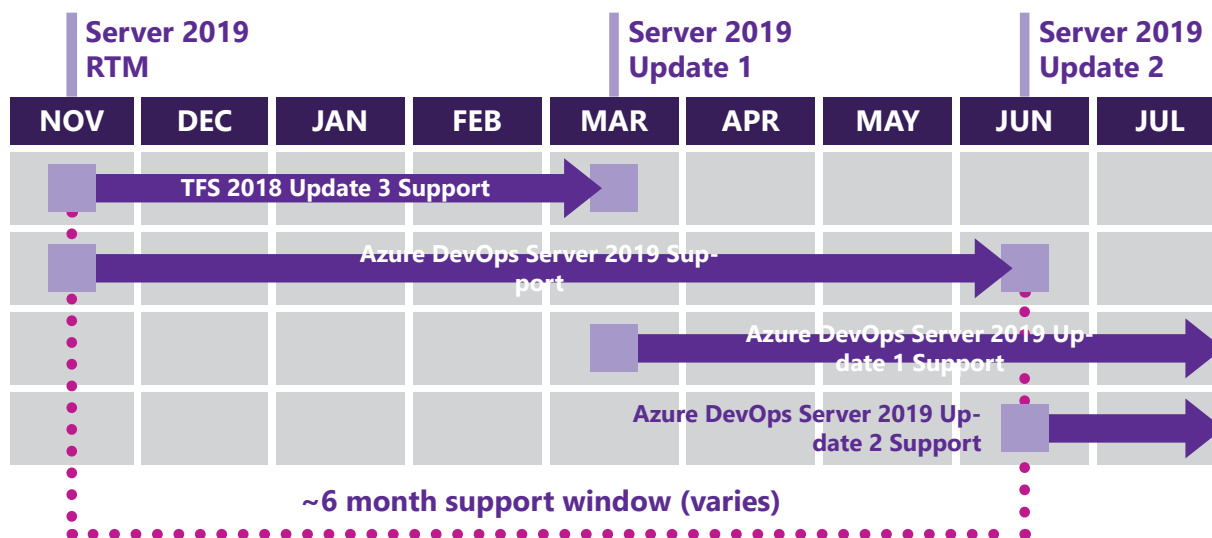 Server 2019
RTM
Server 2019
Update 1
Server 2019
Update 2
NOV
DEC
JAN
FEB
MAR
APR
MAY
JUN
JUL
TFS 2018 Update 3 Support
Azure DevOps Server 2019 Sup-
port
Azure DevOps Server 2019 Up-
date 1 Support
Azure DevOps Server 2019 Up-
date 2 Support
~6 month support window (varies)